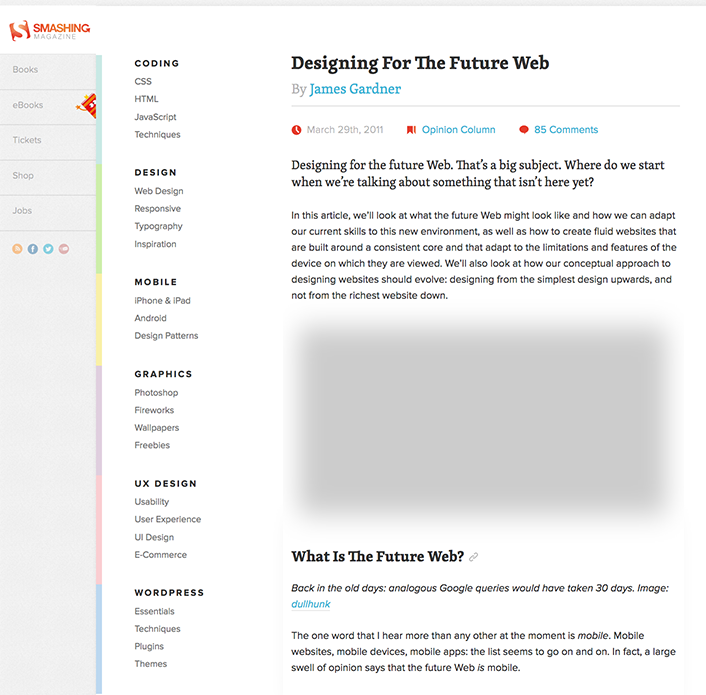 SMASHING
MAGAZINE
Books
eBooks
Tickets
Shop
Jobs
CODING
CSS
HTML
JavaScript
Techniques
DESIGN
Web Design
Responsive
Typography
Inspiration
MOBILE
iPhone & iPad
Android
Design Patterns
GRAPHICS
Photoshop
Fireworks
Wallpapers
Freebies
UX DESIGN
Usability
User Experience
UI Design
E-Commerce
WORDPRESS
Essentials
Techniques
Plugins
Themes
Designing For The Future Web
By James Gardner
March 29th, 2011 Opinion Column 85 Comments
Designing for the future Web. That's a big subject. Where do we start
when we're talking about something that isn't here yet?
In this article, we'll look at what the future Web might look like and how we can adapt
our current skills to this new environment, as well as how to create fluid websites that
are built around a consistent core and that adapt to the limitations and features of the
device on which they are viewed. We'll also look at how our conceptual approach to
designing websites should evolve: designing from the simplest design upwards, and
not from the richest website down.
What Is The Future Web?
Back in the old days: analogous Google queries would have taken 30 days. Image:
dullhunk
The one word that I hear more than any other at the moment is mobile. Mobile
websites, mobile devices, mobile apps: the list seems to go on and on. In fact, a large
swell of opinion says that the future Web is mobile.